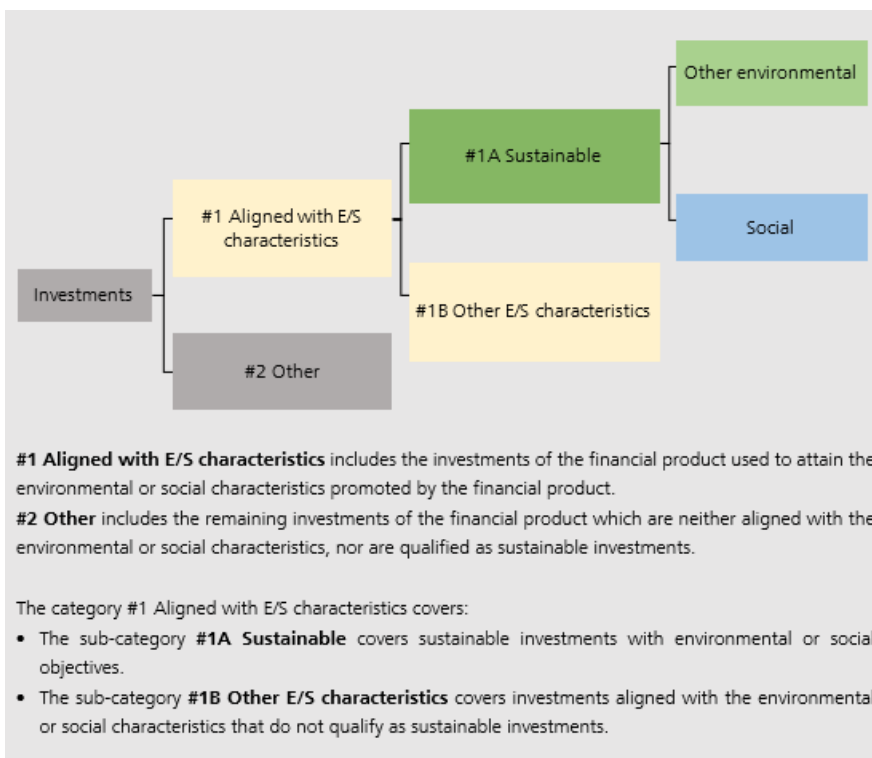 Other environmental
#1A Sustainable
#1 Aligned with E/S
characteristics
Social
Investments
#1B Other E/S characteristics
#2 Other
#1 Aligned with E/S characteristics includes the investments of the financial product used to attain the
environmental or social characteristics promoted by the financial product.
#2 Other includes the remaining investments of the financial product which are neither aligned with the
environmental or social characteristics, nor are qualified as sustainable investments.
The category #1 Aligned with E/S characteristics covers:
• The sub-category #1A Sustainable covers sustainable investments with environmental or social
objectives.
• The sub-category #1B Other E/S characteristics covers investments aligned with the environmental
or social characteristics that do not qualify as sustainable investments.